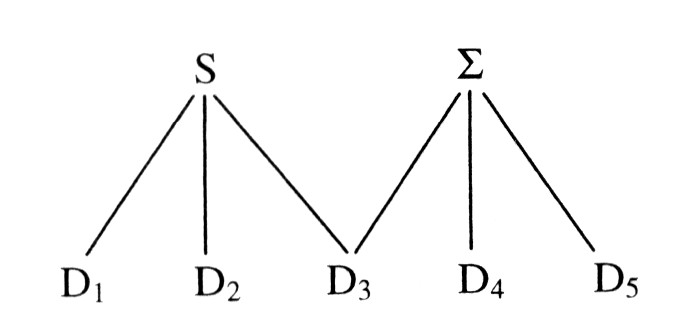 S Σ
D₁ D₂ D₃ D₄ D₅